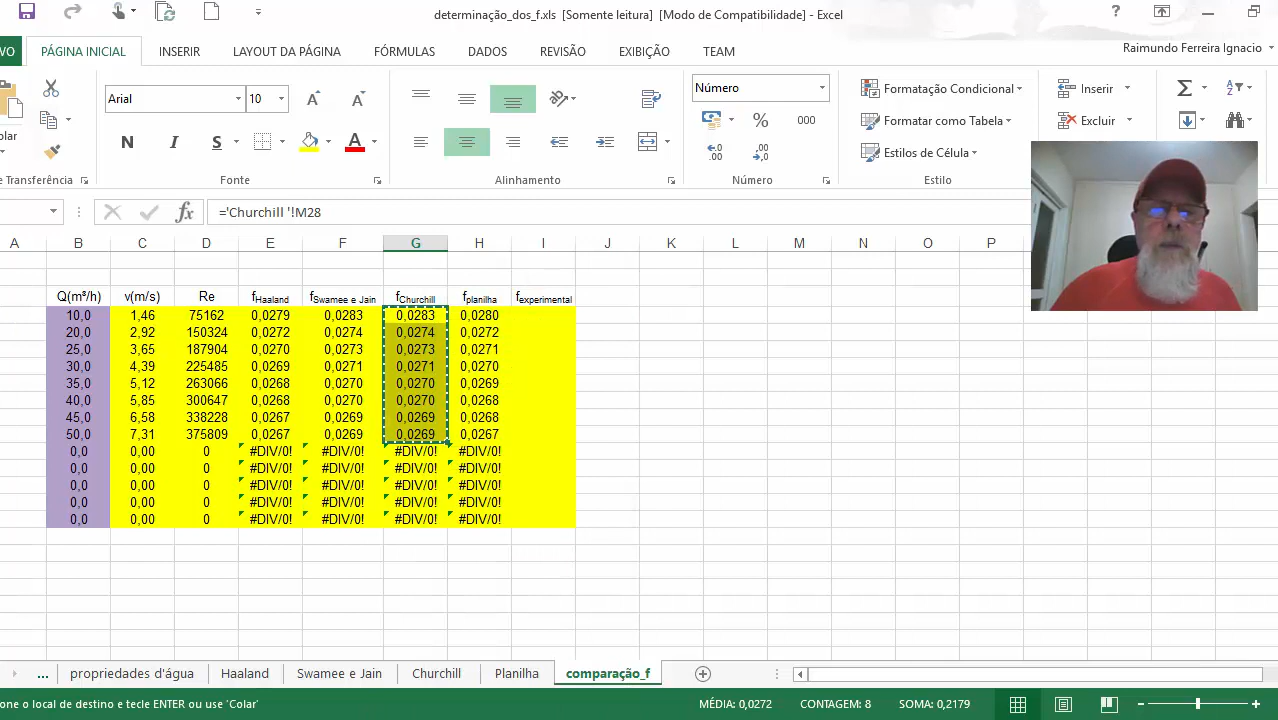 determinação_dos_f.xls [Somente leitura] [Modo de Compatibilidade] - Excel
?
VO PÁGINA INICIAL INSERIR LAYOUT DA PÁGINA FÓRMULAS DADOS REVISÃO EXIBIÇÃO TEAM
Raimundo Ferreira Ignacio
Arial 10 A A
Número
Formatação Condicional
Inserir
Σ
olar
N I S A
% 000
Formatar como Tabela
Excluir
Estilos de Célula
e Transferência Fonte Alinhamento Número Estilo
fx ='Churchill '!M28
A B C D E F G H I J K L M N O P
Q(m³/h) v(m/s) Re fHaaland fSwamee e Jain fChurchill fplanilha fexperimental
10,0 1,46 75162 0,0279 0,0283 0,0283 0,0280
20,0 2,92 150324 0,0272 0,0274 0,0274 0,0272
25,0 3,65 187904 0,0270 0,0273 0,0273 0,0271
30,0 4,39 225485 0,0269 0,0271 0,0271 0,0270
35,0 5,12 263066 0,0268 0,0270 0,0270 0,0269
40,0 5,85 300647 0,0268 0,0270 0,0270 0,0268
45,0 6,58 338228 0,0267 0,0269 0,0269 0,0268
50,0 7,31 375809 0,0267 0,0269 0,0269 0,0267
0,0 0,00 0 #DIV/0! #DIV/0! #DIV/0! #DIV/0!
0,0 0,00 0 #DIV/0! #DIV/0! #DIV/0! #DIV/0!
0,0 0,00 0 #DIV/0! #DIV/0! #DIV/0! #DIV/0!
0,0 0,00 0 #DIV/0! #DIV/0! #DIV/0! #DIV/0!
0,0 0,00 0 #DIV/0! #DIV/0! #DIV/0! #DIV/0!
... propriedades d'água Haaland Swamee e Jain Churchill Planilha comparação_f
one o local de destino e tecle ENTER ou use 'Colar' MÉDIA: 0,0272 CONTAGEM: 8 SOMA: 0,2179